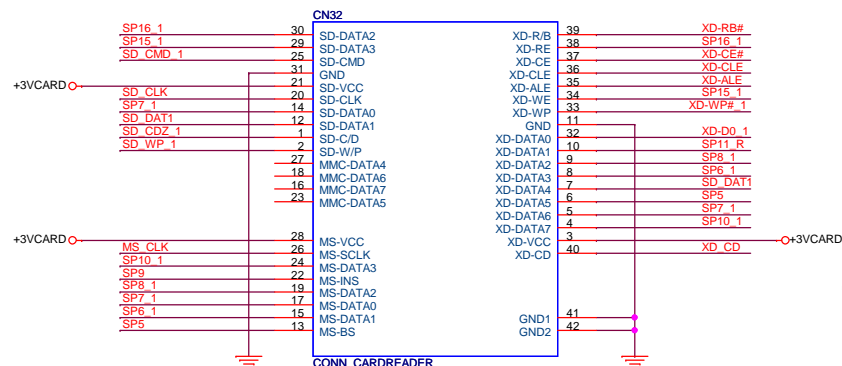 CN32
SP16_1 30 SD-DATA2 XD-R/B 39 XD-RB#
SP15_1 29 SD-DATA3 XD-RE 38 SP16_1
SD_CMD_1 25 SD-CMD XD-CE 37 XD-CE#
31 GND XD-CLE 36 XD-CLE
+3VCARD 21 SD-VCC XD-ALE 35 XD-ALE
SD_CLK 20 SD-CLK XD-WE 34 SP15_1
SP7_1 14 SD-DATA0 XD-WP 33 XD-WP#_1
SD_DAT1 12 SD-DATA1 GND 11
SD_CDZ_1 1 SD-C/D XD-DATA0 32 XD-D0_1
SD_WP_1 2 SD-W/P XD-DATA1 10 SP11_R
27 MMC-DATA4 XD-DATA2 9 SP8_1
18 MMC-DATA6 XD-DATA3 8 SP6_1
16 MMC-DATA7 XD-DATA4 7 SD_DAT1
23 MMC-DATA5 XD-DATA5 6 SP5
XD-DATA6 5 SP7_1
XD-DATA7 4 SP10_1
+3VCARD 28 MS-VCC XD-VCC 3 +3VCARD
MS_CLK 26 MS-SCLK XD-CD 40 XD_CD
SP10_1 24 MS-DATA3
SP9 22 MS-INS
SP8_1 19 MS-DATA2
SP7_1 17 MS-DATA0
SP6_1 15 MS-DATA1 GND1 41
SP5 13 MS-BS GND2 42
CONN_CARDREADER